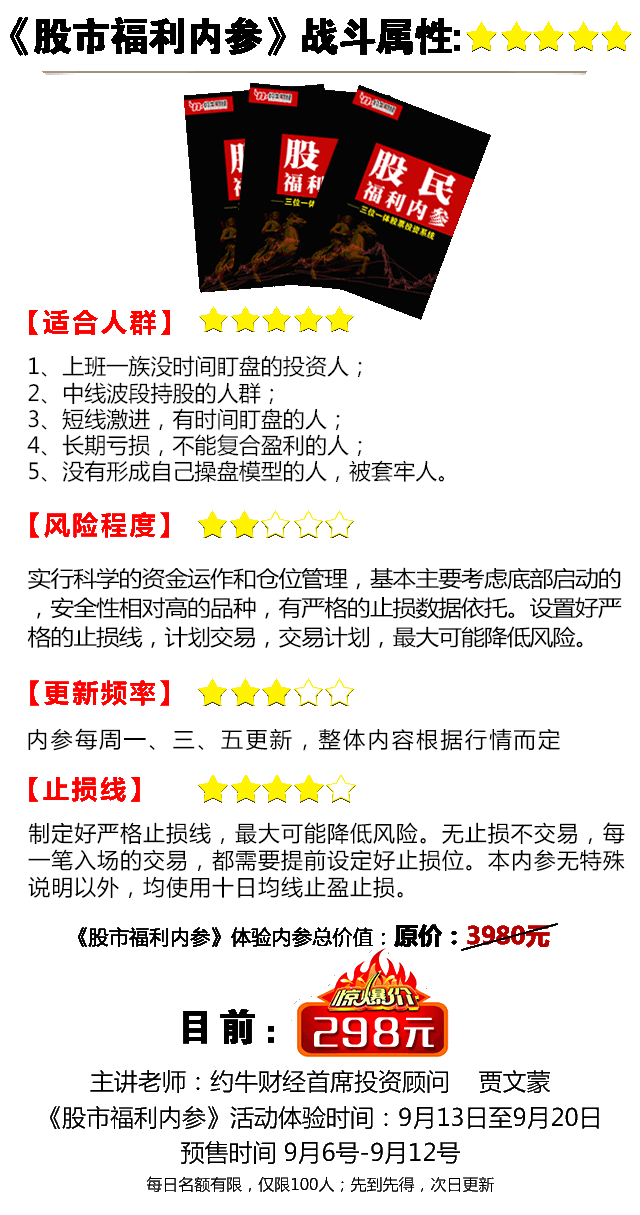 《股市福利内参》战斗属性:
约牛财经
约牛财经
股
福利
股民
福利内参
三位一体
三位一体股票投资系统
【适合人群】
1、上班一族没时间盯盘的投资人；
2、中线波段持股的人群；
3、短线激进，有时间盯盘的人；
4、长期亏损，不能复合盈利的人；
5、没有形成自己操盘模型的人，被套牢人。
【风险程度】
实行科学的资金运作和仓位管理，基本主要考虑底部启动的
，安全性相对高的品种，有严格的止损数据依托。设置好严
格的止损线，计划交易，交易计划，最大可能降低风险。
【更新频率】
内参每周一、三、五更新，整体内容根据行情而定
【止损线】
制定好严格止损线，最大可能降低风险。无止损不交易，每
一笔入场的交易，都需要提前设定好止损位。本内参无特殊
说明以外，均使用十日均线止盈止损。
《股市福利内参》体验内参总价值：原价：3980元
惊爆价
目前：298元
主讲老师：约牛财经首席投资顾问 贾文蒙
《股市福利内参》活动体验时间：9月13日至9月20日
预售时间 9月6号-9月12号
每日名额有限，仅限100人；先到先得，次日更新